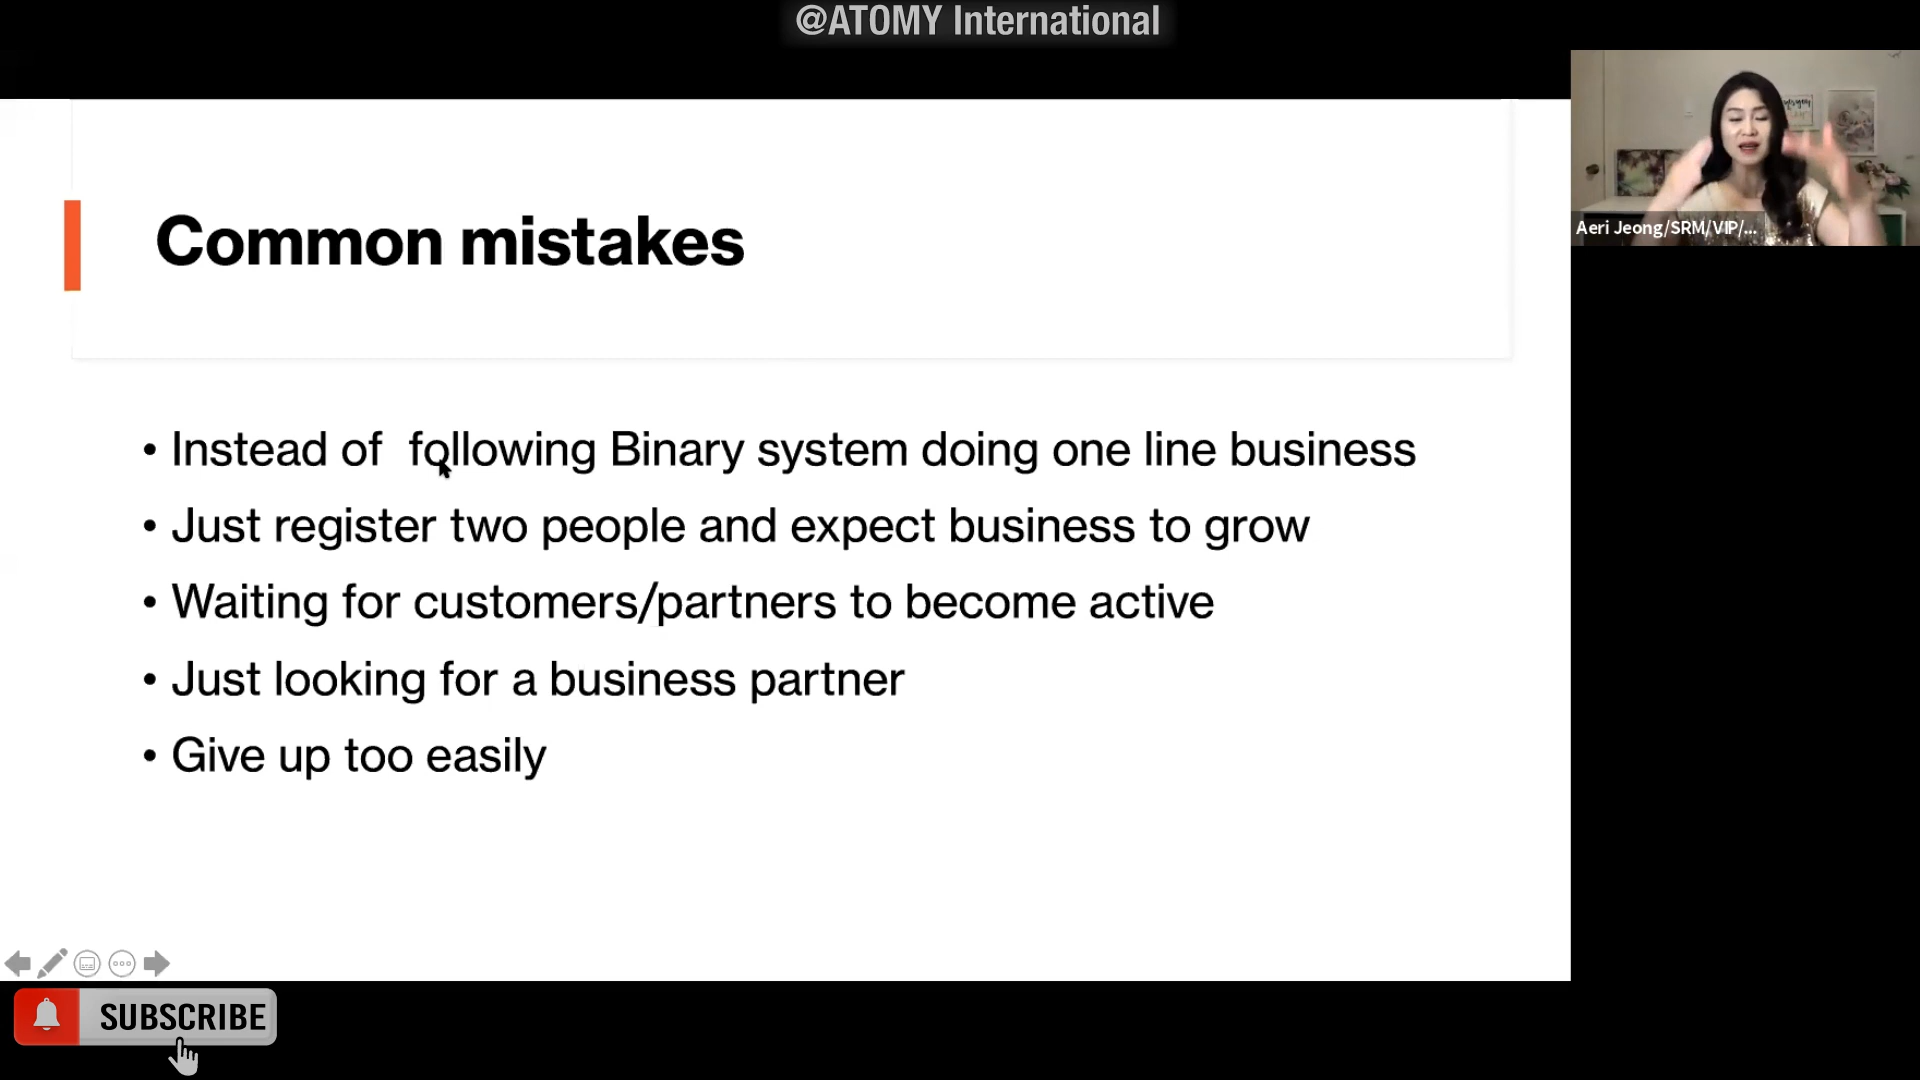 @ATOMY International
Aeri Jeong/SRM/VIP/...
Common mistakes
• Instead of  following Binary system doing one line business
• Just register two people and expect business to grow
• Waiting for customers/partners to become active
• Just looking for a business partner
• Give up too easily
SUBSCRIBE